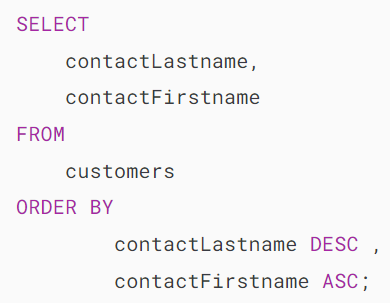 SELECT
contactLastname,
contactFirstname
FROM
customers
ORDER BY
contactLastname DESC ,
contactFirstname ASC;